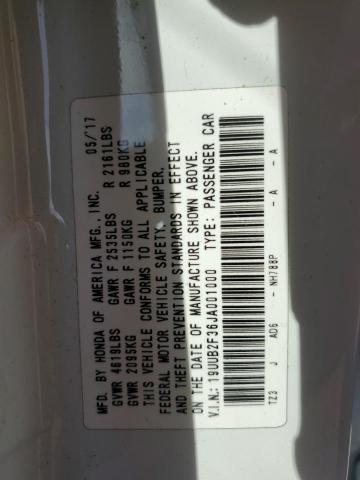 MFD. BY HONDA OF AMERICA MFG., INC. 05/'17
GVWR 4619LBS GAWR F 2535LBS R 2161LBS
GVWR 2095KG GAWR F 1150KG R 980KG
THIS VEHICLE CONFORMS TO ALL APPLICABLE
FEDERAL MOTOR VEHICLE SAFETY, BUMPER,
AND THEFT PREVENTION STANDARDS IN EFFECT
ON THE DATE OF MANUFACTURE SHOWN ABOVE.
V.I.N.: 19UUB2F36JA001000 TYPE: PASSENGER CAR
TZ3 J AD6 - NH788P - A - A